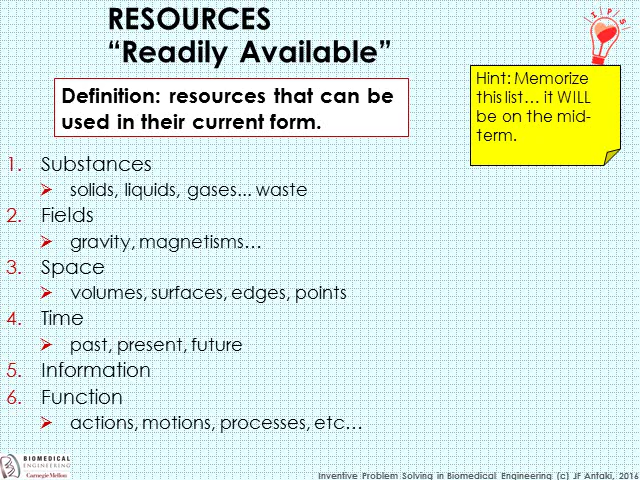 RESOURCES
“Readily Available”
I P S
Definition: resources that can be
used in their current form.
Hint: Memorize
this list… it WILL
be on the mid-
term.
1. Substances
solids, liquids, gases... waste
2. Fields
gravity, magnetisms…
3. Space
volumes, surfaces, edges, points
4. Time
past, present, future
5. Information
6. Function
actions, motions, processes, etc…
BIOMEDICAL
ENGINEERING
Carnegie Mellon
Inventive Problem Solving in Biomedical Engineering (c) JF Antaki, 2016